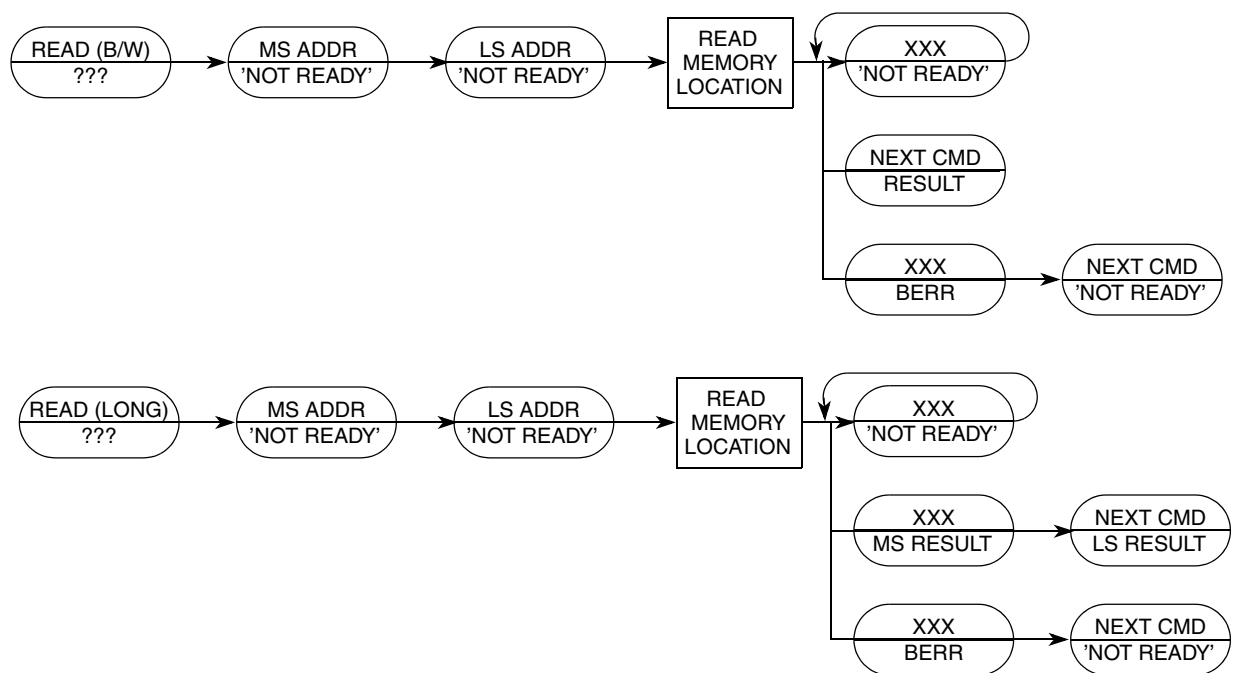 READ (B/W)
???
MS ADDR
'NOT READY'
LS ADDR
'NOT READY'
READ
MEMORY
LOCATION
XXX
'NOT READY'
NEXT CMD
RESULT
XXX
BERR
NEXT CMD
'NOT READY'
READ (LONG)
???
MS ADDR
'NOT READY'
LS ADDR
'NOT READY'
READ
MEMORY
LOCATION
XXX
'NOT READY'
XXX
MS RESULT
NEXT CMD
LS RESULT
XXX
BERR
NEXT CMD
'NOT READY'